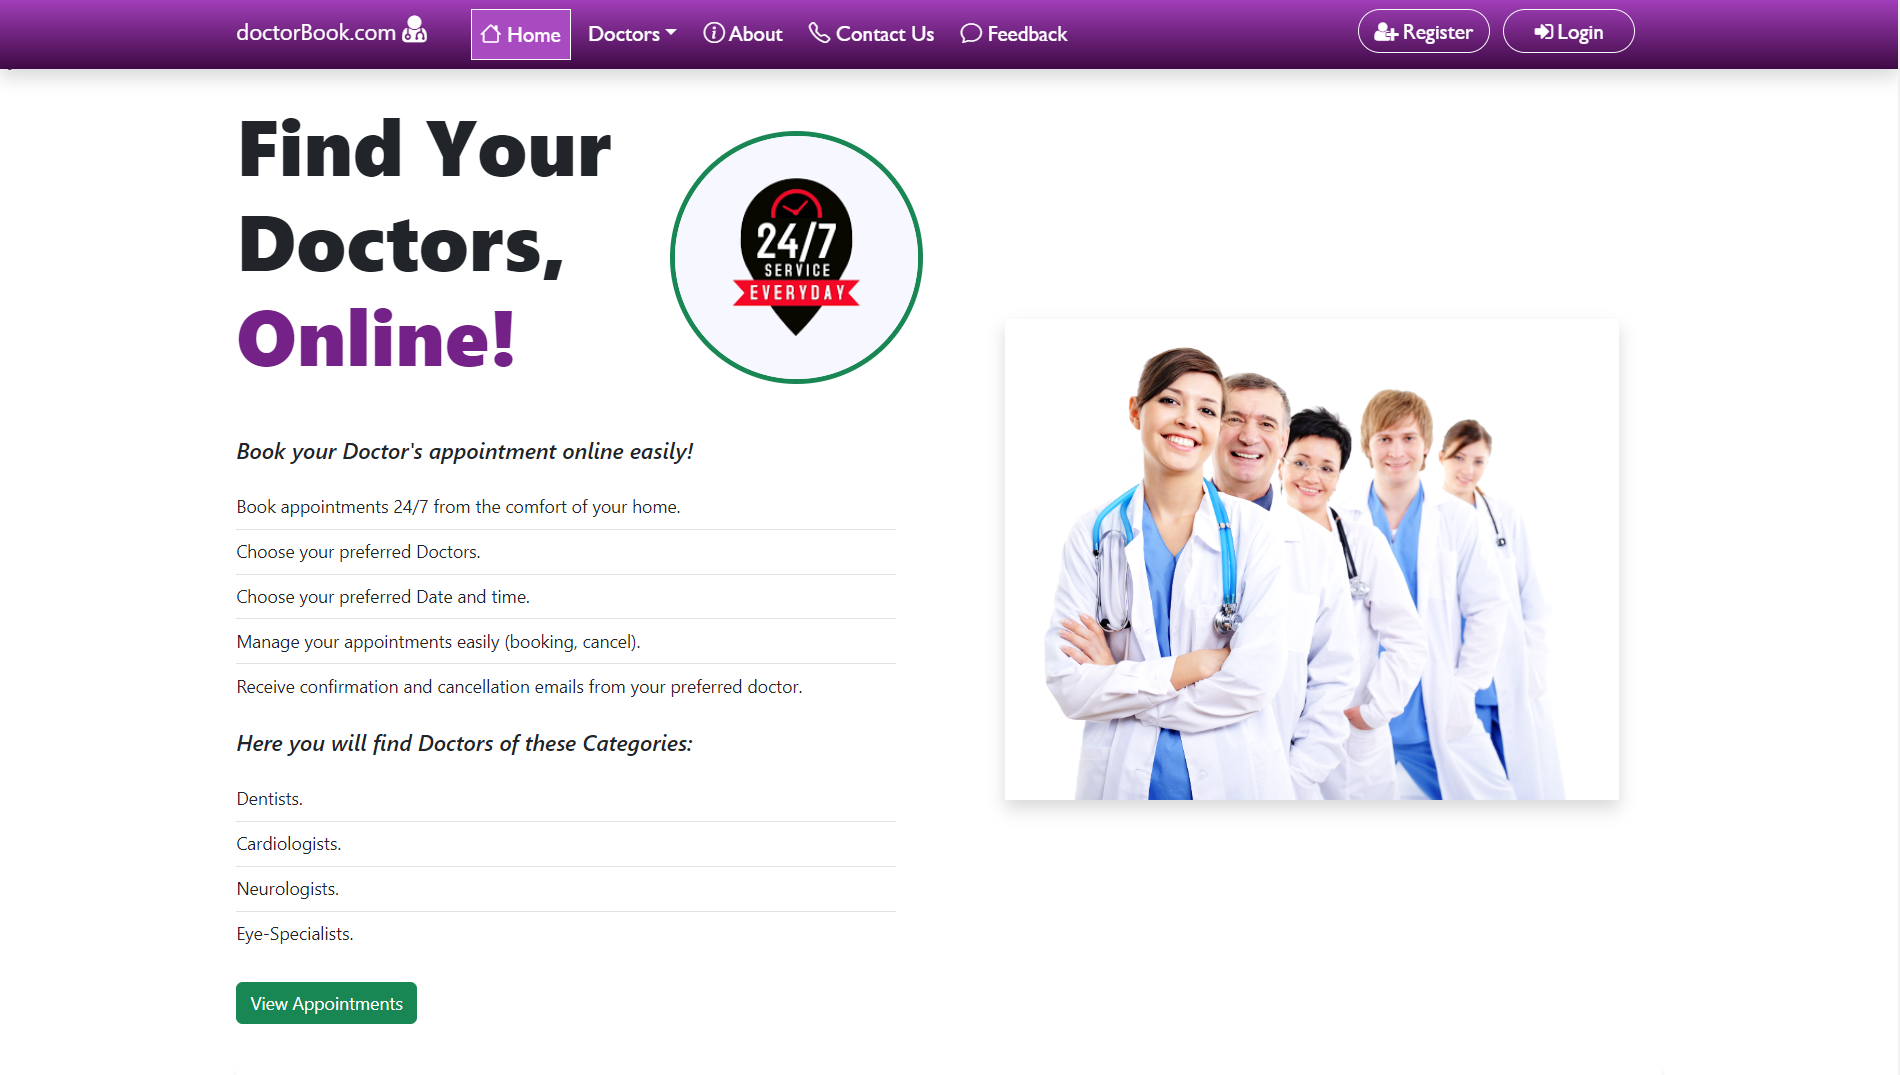 doctorBook.com
Home
Doctors
About
Contact Us
Feedback
Register
Login
Find Your
Doctors,
Online!
24/7
SERVICE
EVERYDAY
Book your Doctor's appointment online easily!
Book appointments 24/7 from the comfort of your home.
Choose your preferred Doctors.
Choose your preferred Date and time.
Manage your appointments easily (booking, cancel).
Receive confirmation and cancellation emails from your preferred doctor.
Here you will find Doctors of these Categories:
Dentists.
Cardiologists.
Neurologists.
Eye-Specialists.
View Appointments